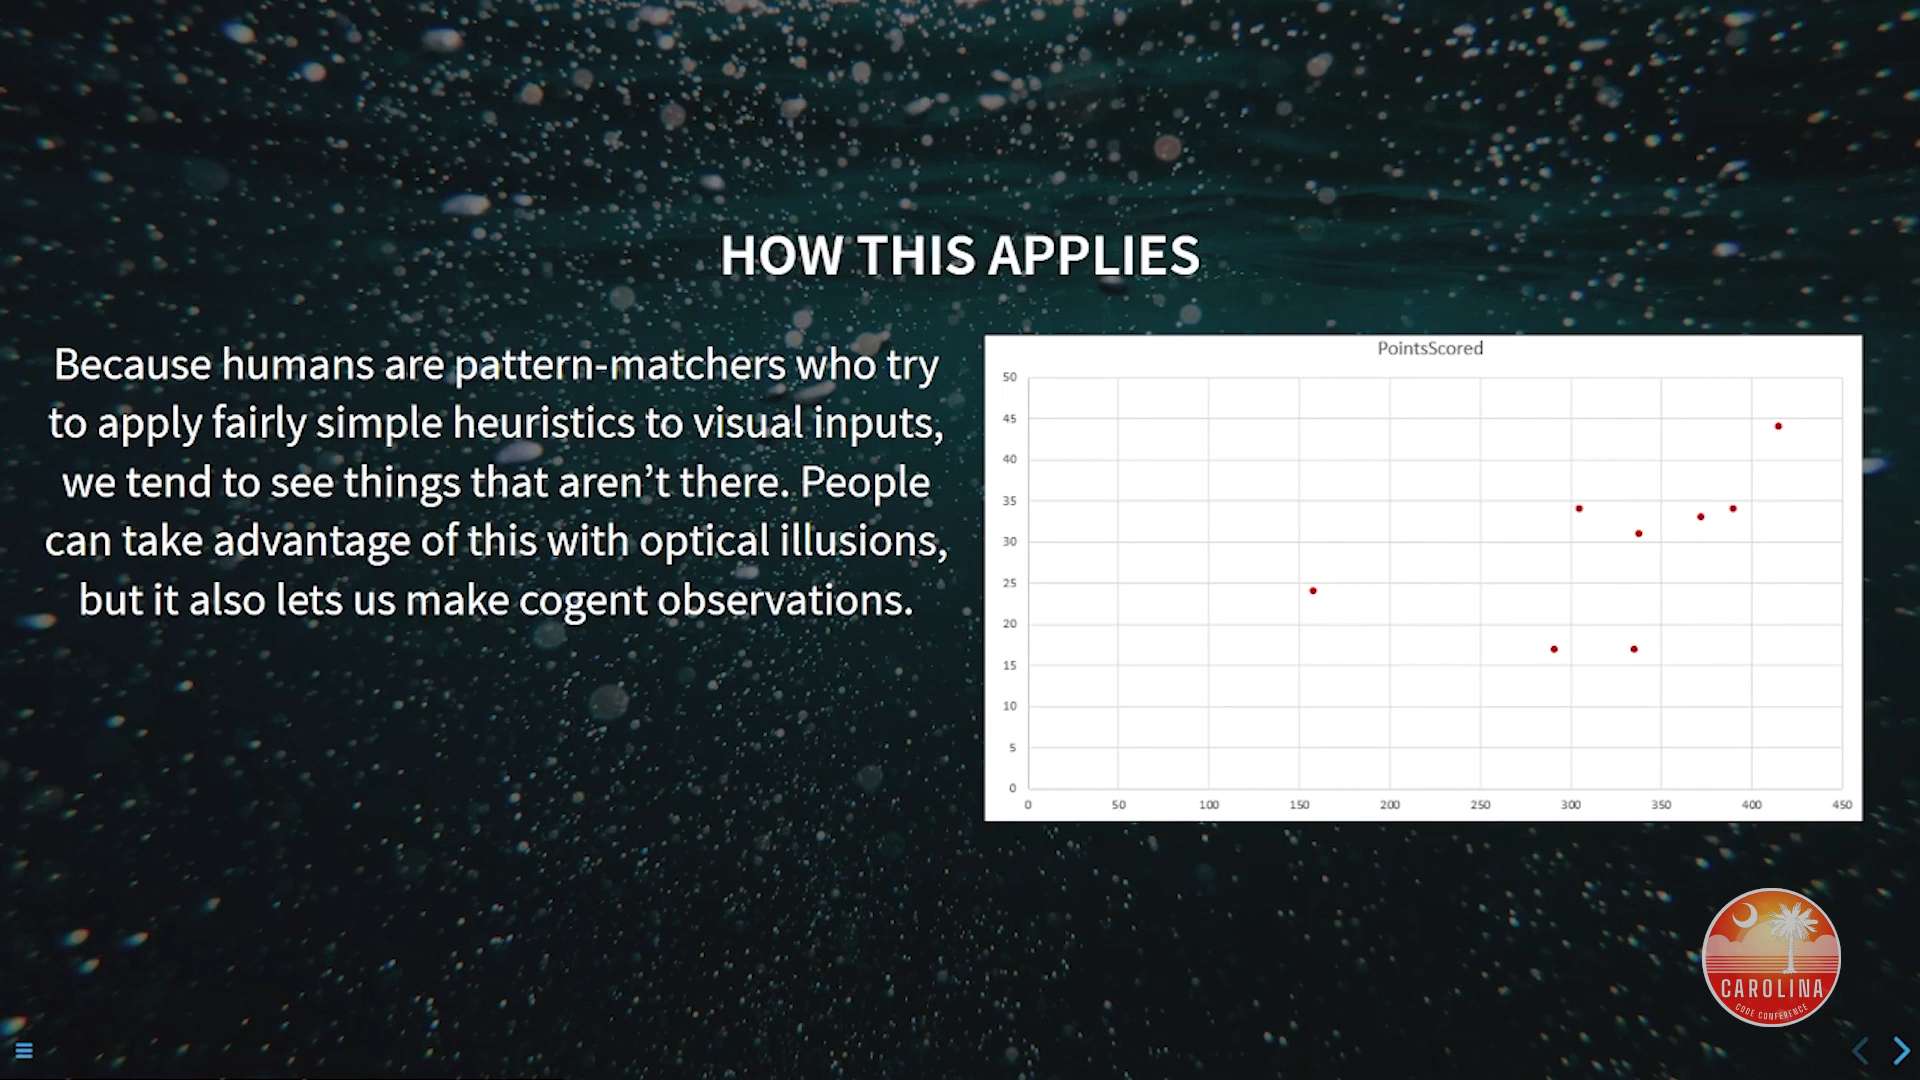 HOW THIS APPLIES
Because humans are pattern-matchers who try
to apply fairly simple heuristics to visual inputs,
we tend to see things that aren’t there. People
can take advantage of this with optical illusions,
but it also lets us make cogent observations.
PointsScored
50
45
40
35
30
25
20
15
10
5
0
0 50 100 150 200 250 300 350 400 450
CAROLINA
CODE CONFERENCE